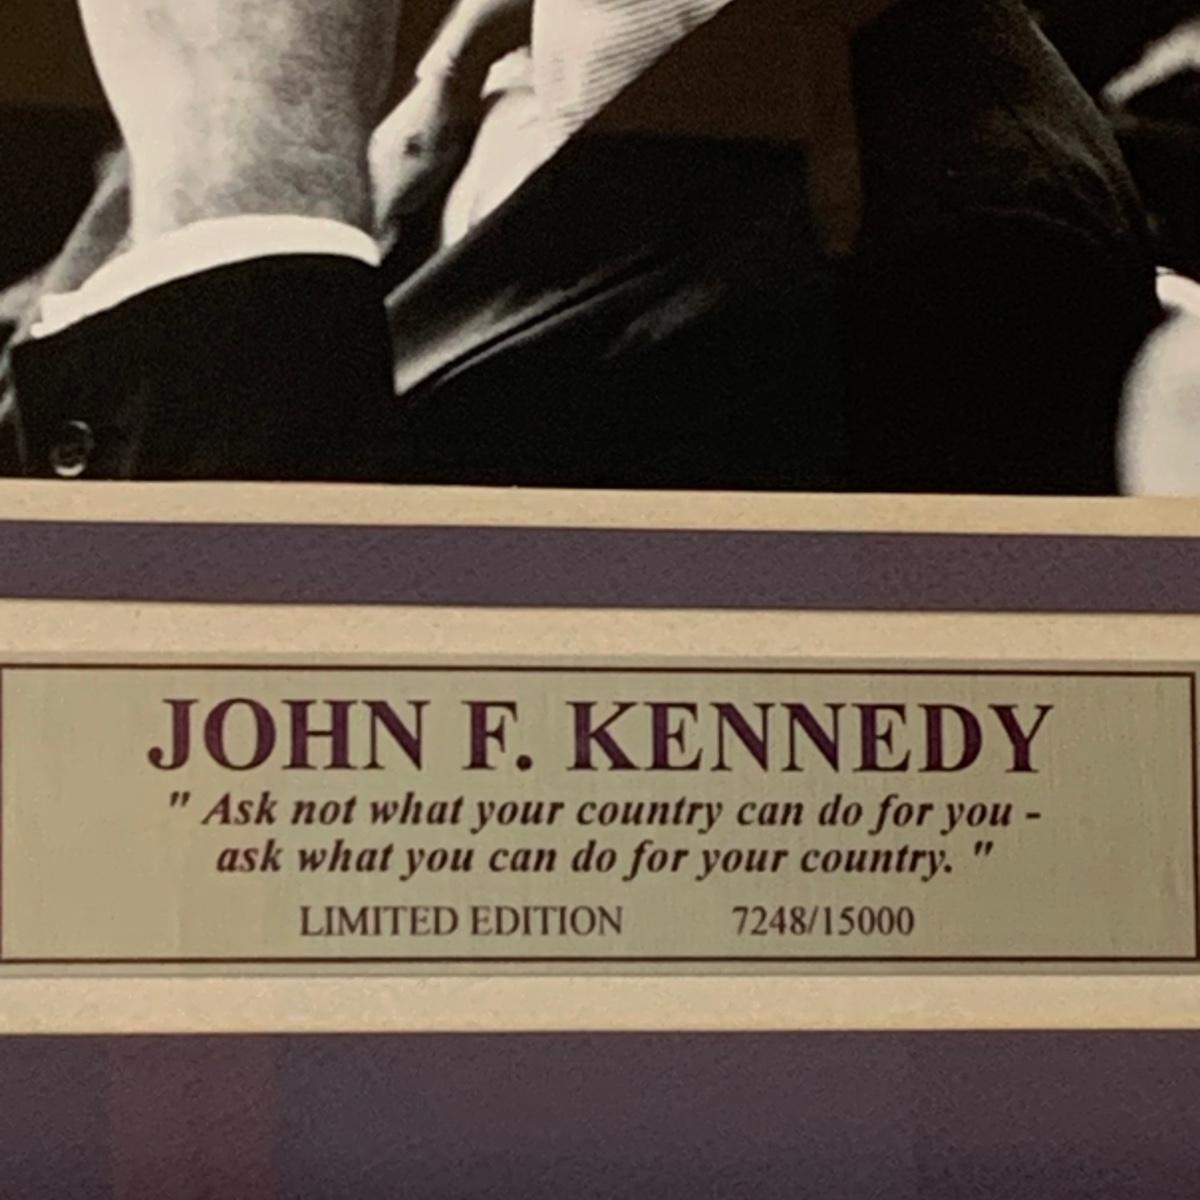 JOHN F. KENNEDY
" Ask not what your country can do for you -
ask what you can do for your country. "
LIMITED EDITION 7248/15000